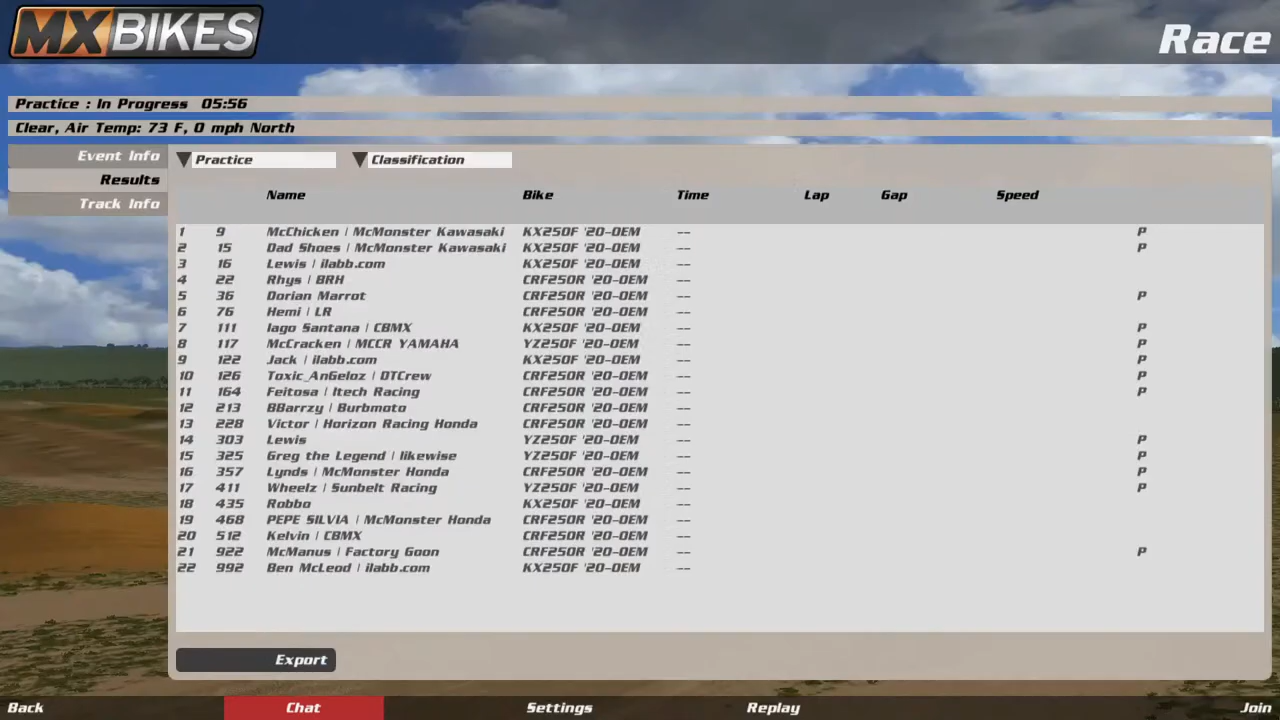 MX BIKES
Race
Practice : In Progress 05:56
Clear, Air Temp: 73 F, 0 mph North
Event Info
Results
Track Info
Practice Classification
Name Bike Time Lap Gap Speed
1 9 McChicken | McMonster Kawasaki KX250F '20-OEM -- P
2 15 Dad Shoes | McMonster Kawasaki KX250F '20-OEM -- P
3 16 Lewis | ilabb.com KX250F '20-OEM --
4 22 Rhys | BRH CRF250R '20-OEM --
5 36 Dorian Marrot CRF250R '20-OEM -- P
6 76 Hemi | LR CRF250R '20-OEM --
7 111 Iago Santana | CBMX KX250F '20-OEM -- P
8 117 McCracken | MCCR YAMAHA YZ250F '20-OEM -- P
9 122 Jack | ilabb.com KX250F '20-OEM -- P
10 126 Toxic_AnGeloz | DTCrew CRF250R '20-OEM -- P
11 164 Feitosa | Itech Racing CRF250R '20-OEM -- P
12 213 BBarrzy | Burbmoto CRF250R '20-OEM --
13 228 Victor | Horizon Racing Honda CRF250R '20-OEM --
14 303 Lewis YZ250F '20-OEM -- P
15 325 Greg the Legend | likewise YZ250F '20-OEM -- P
16 357 Lynds | McMonster Honda CRF250R '20-OEM -- P
17 411 Wheelz | Sunbelt Racing YZ250F '20-OEM -- P
18 435 Robbo KX250F '20-OEM --
19 468 PEPE SILVIA | McMonster Honda CRF250R '20-OEM --
20 512 Kelvin | CBMX CRF250R '20-OEM --
21 922 McManus | Factory Goon CRF250R '20-OEM -- P
22 992 Ben McLeod | ilabb.com KX250F '20-OEM --
Export
Back Chat Settings Replay Join